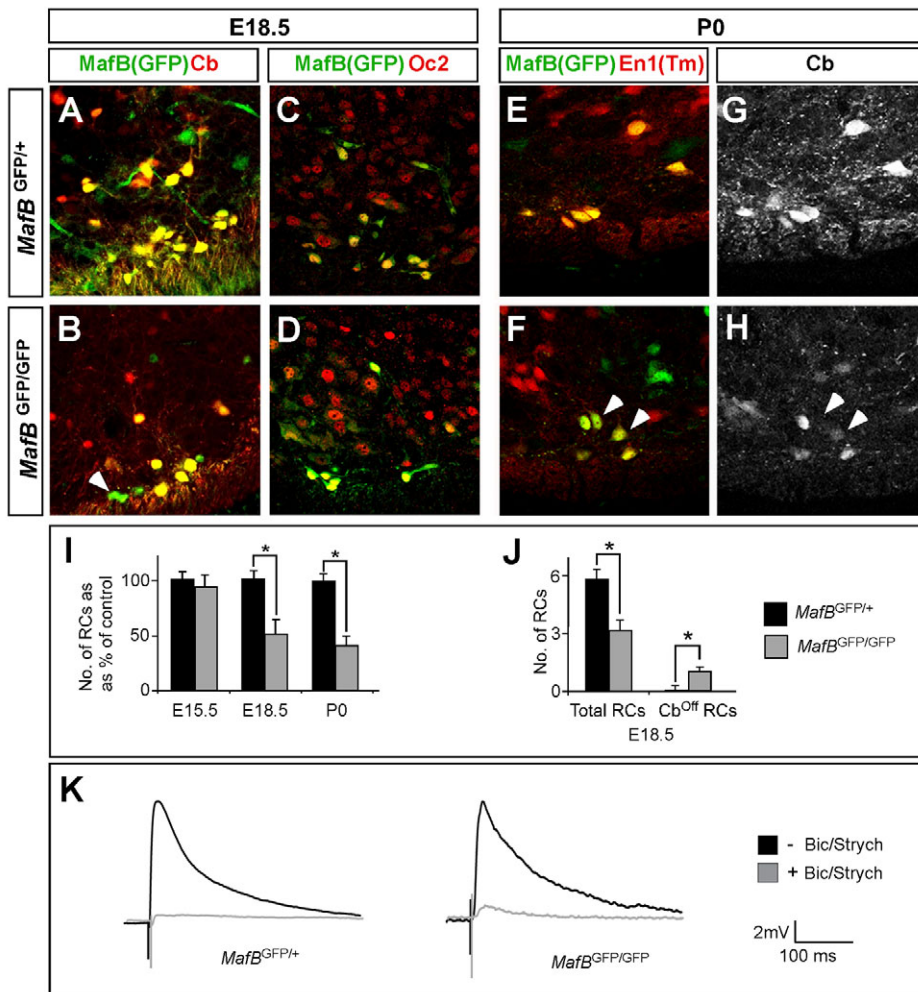 E18.5
P0
MafB(GFP) Cb
MafB(GFP) Oc2
MafB(GFP) En1(Tm)
Cb
MafB GFP/+
A
C
E
G
MafB GFP/GFP
B
D
F
H
I
No. of RCs as
as % of control
100
50
0
*
*
E15.5
E18.5
P0
J
No. of RCs
6
3
0
*
*
Total RCs
Cb^Off RCs
E18.5
MafB^GFP/+
MafB^GFP/GFP
K
MafB^GFP/+
MafB^GFP/GFP
- Bic/Strych
+ Bic/Strych
2mV
100 ms